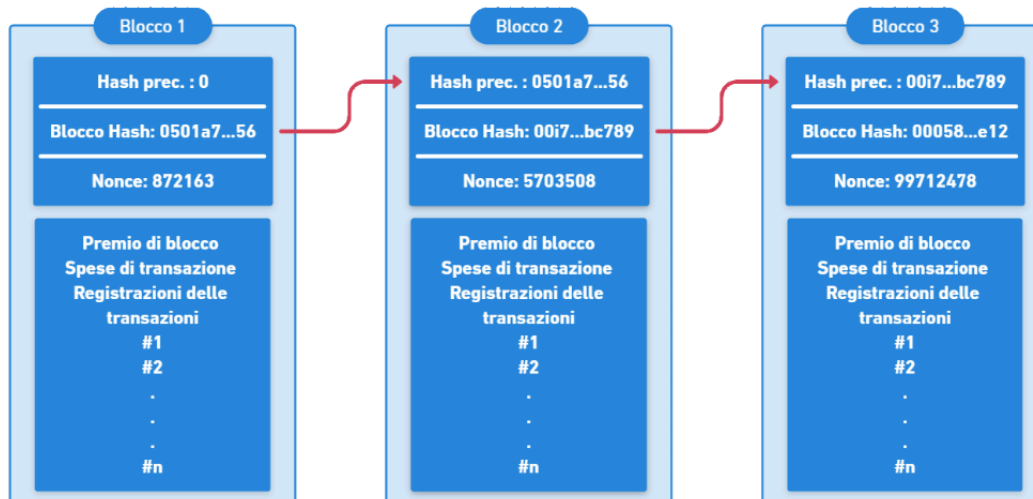 Blocco 1
Hash prec. : 0
Blocco Hash: 0501a7...56
Nonce: 872163
Premio di blocco
Spese di transazione
Registrazioni delle
transazioni
#1
#2
.
.
.
#n
Blocco 2
Hash prec. : 0501a7...56
Blocco Hash: 00i7...bc789
Nonce: 5703508
Premio di blocco
Spese di transazione
Registrazioni delle
transazioni
#1
#2
.
.
.
#n
Blocco 3
Hash prec. : 00i7...bc789
Blocco Hash: 00058...e12
Nonce: 99712478
Premio di blocco
Spese di transazione
Registrazioni delle
transazioni
#1
#2
.
.
.
#n